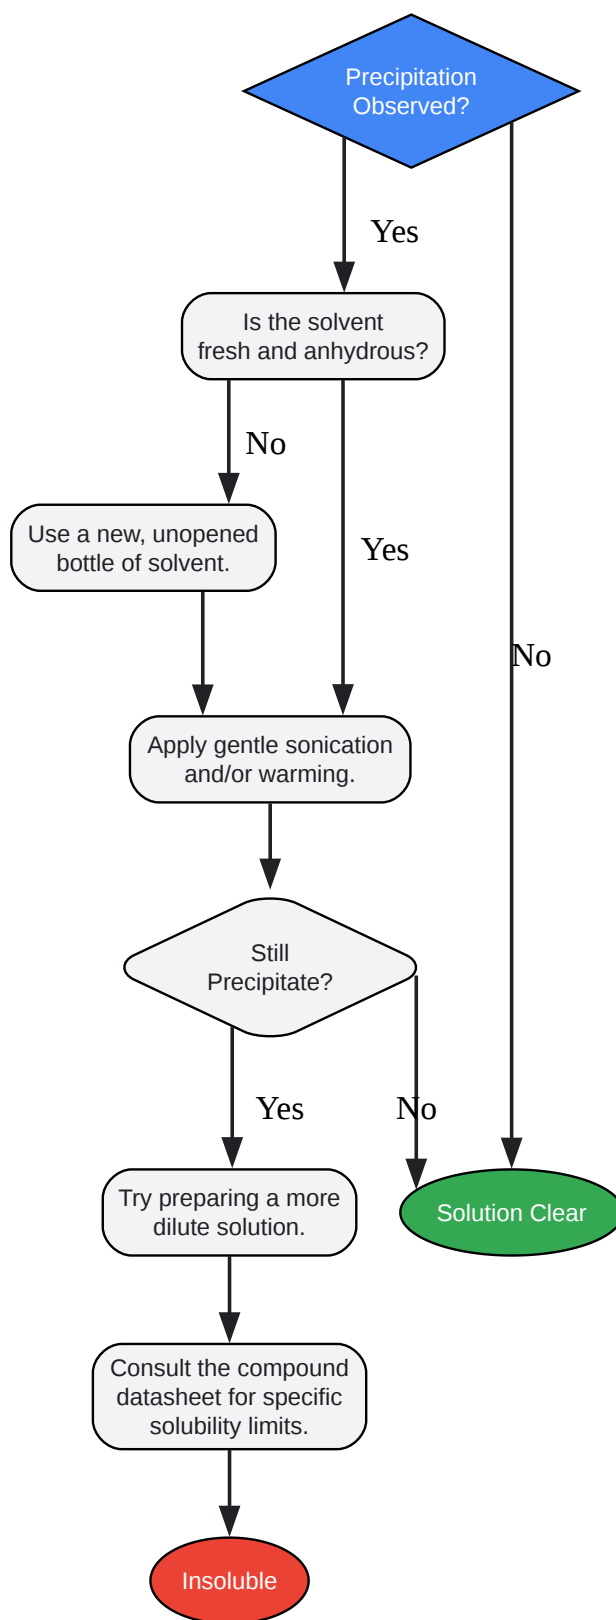 Precipitation
Observed?
Yes
Is the solvent
fresh and anhydrous?
No
Use a new, unopened
bottle of solvent.
Yes
No
Apply gentle sonication
and/or warming.
Still
Precipitate?
Yes
No
Try preparing a more
dilute solution.
Solution Clear
Consult the compound
datasheet for specific
solubility limits.
Insoluble